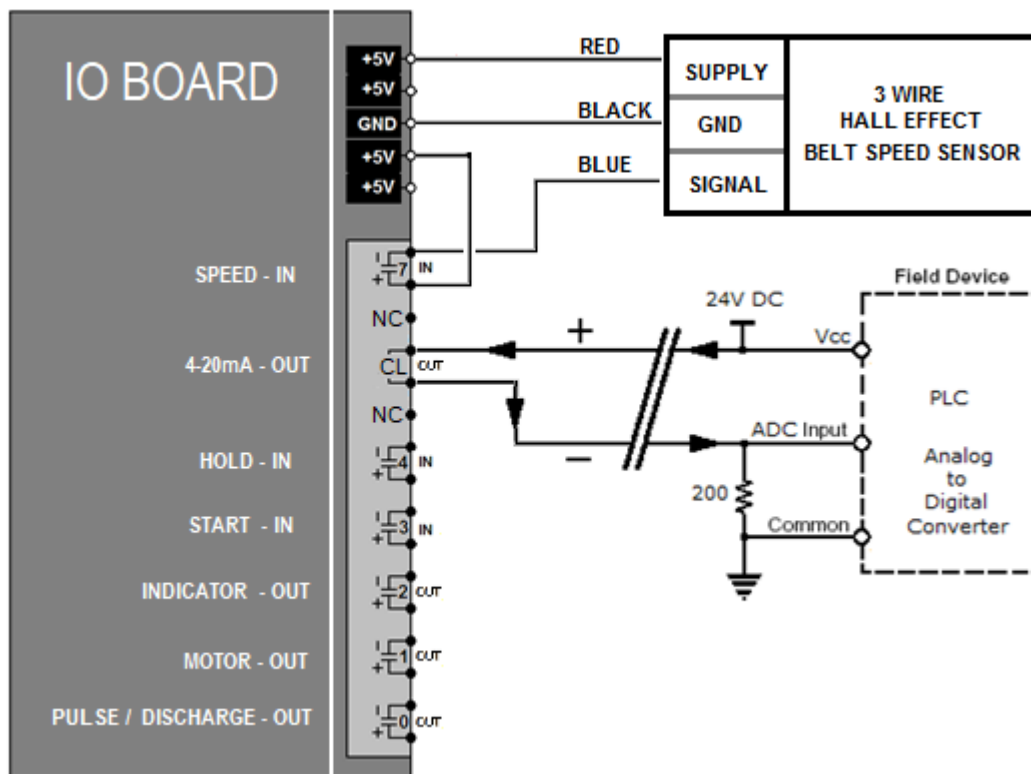 IO BOARD
+5V
+5V
GND
+5V
+5V
RED
BLACK
BLUE
SUPPLY
GND
SIGNAL
3 WIRE
HALL EFFECT
BELT SPEED SENSOR
SPEED - IN
- 7 IN
+
NC
4-20mA - OUT
CL OUT
NC
HOLD - IN
- 4 IN
+
START - IN
- 3 IN
+
INDICATOR - OUT
- 2 OUT
+
MOTOR - OUT
- 1 OUT
+
PULSE / DISCHARGE - OUT
- 0 OUT
+
+
−
24V DC
Field Device
Vcc
PLC
ADC Input
Analog
to
Digital
Converter
200
Common